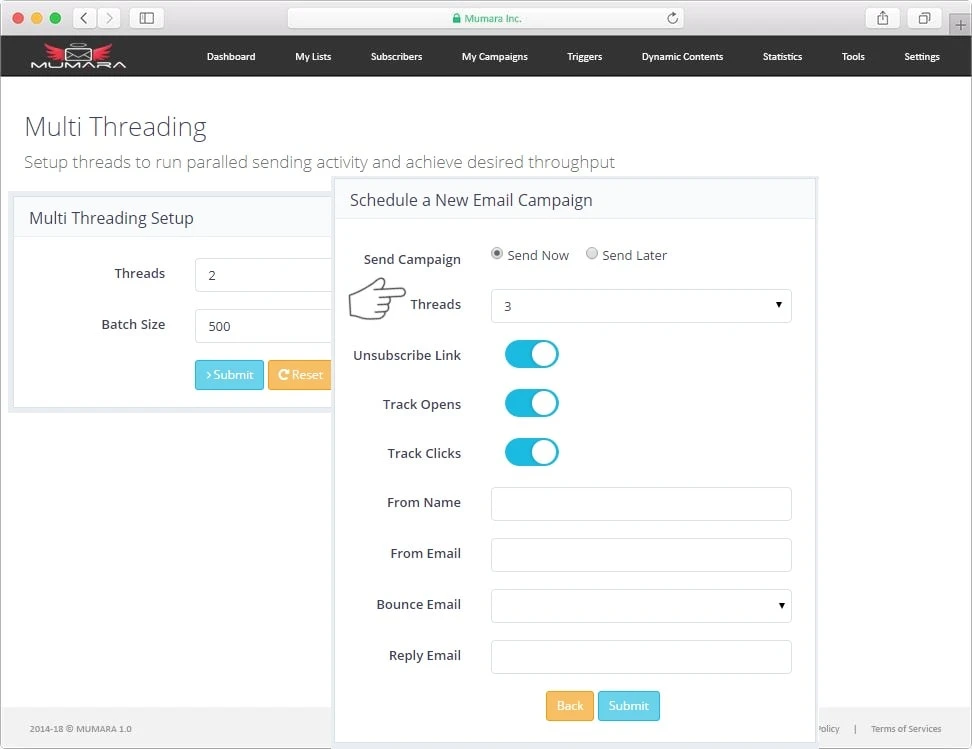 Mumara Inc.
MUMARA
Dashboard My Lists Subscribers My Campaigns Triggers Dynamic Contents Statistics Tools Settings
Multi Threading
Setup threads to run paralled sending activity and achieve desired throughput
Multi Threading Setup
Threads 2
Batch Size 500
Submit Reset
Schedule a New Email Campaign
Send Campaign Send Now Send Later
Threads 3
Unsubscribe Link
Track Opens
Track Clicks
From Name
From Email
Bounce Email
Reply Email
Back Submit
2014-18 © MUMARA 1.0 olicy | Terms of Services